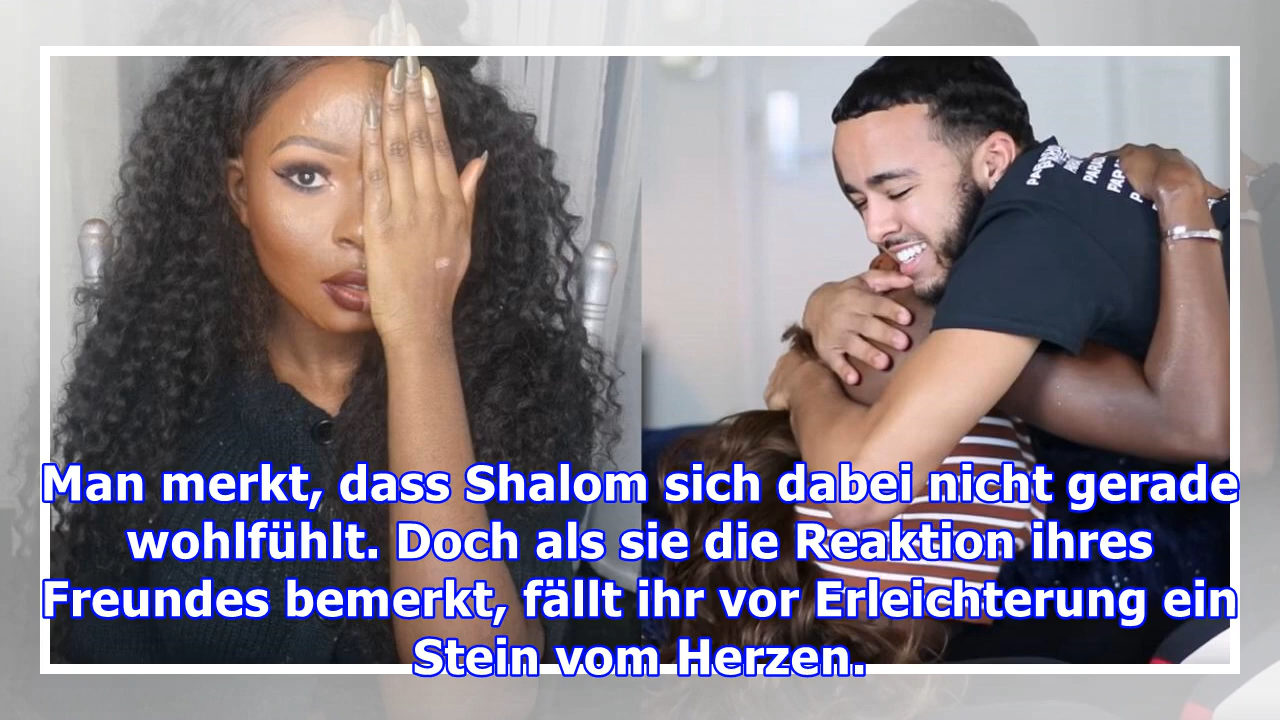 Man merkt, dass Shalom sich dabei nicht gerade
wohlfühlt. Doch als sie die Reaktion ihres
Freundes bemerkt, fällt ihr vor Erleichterung ein
Stein vom Herzen.